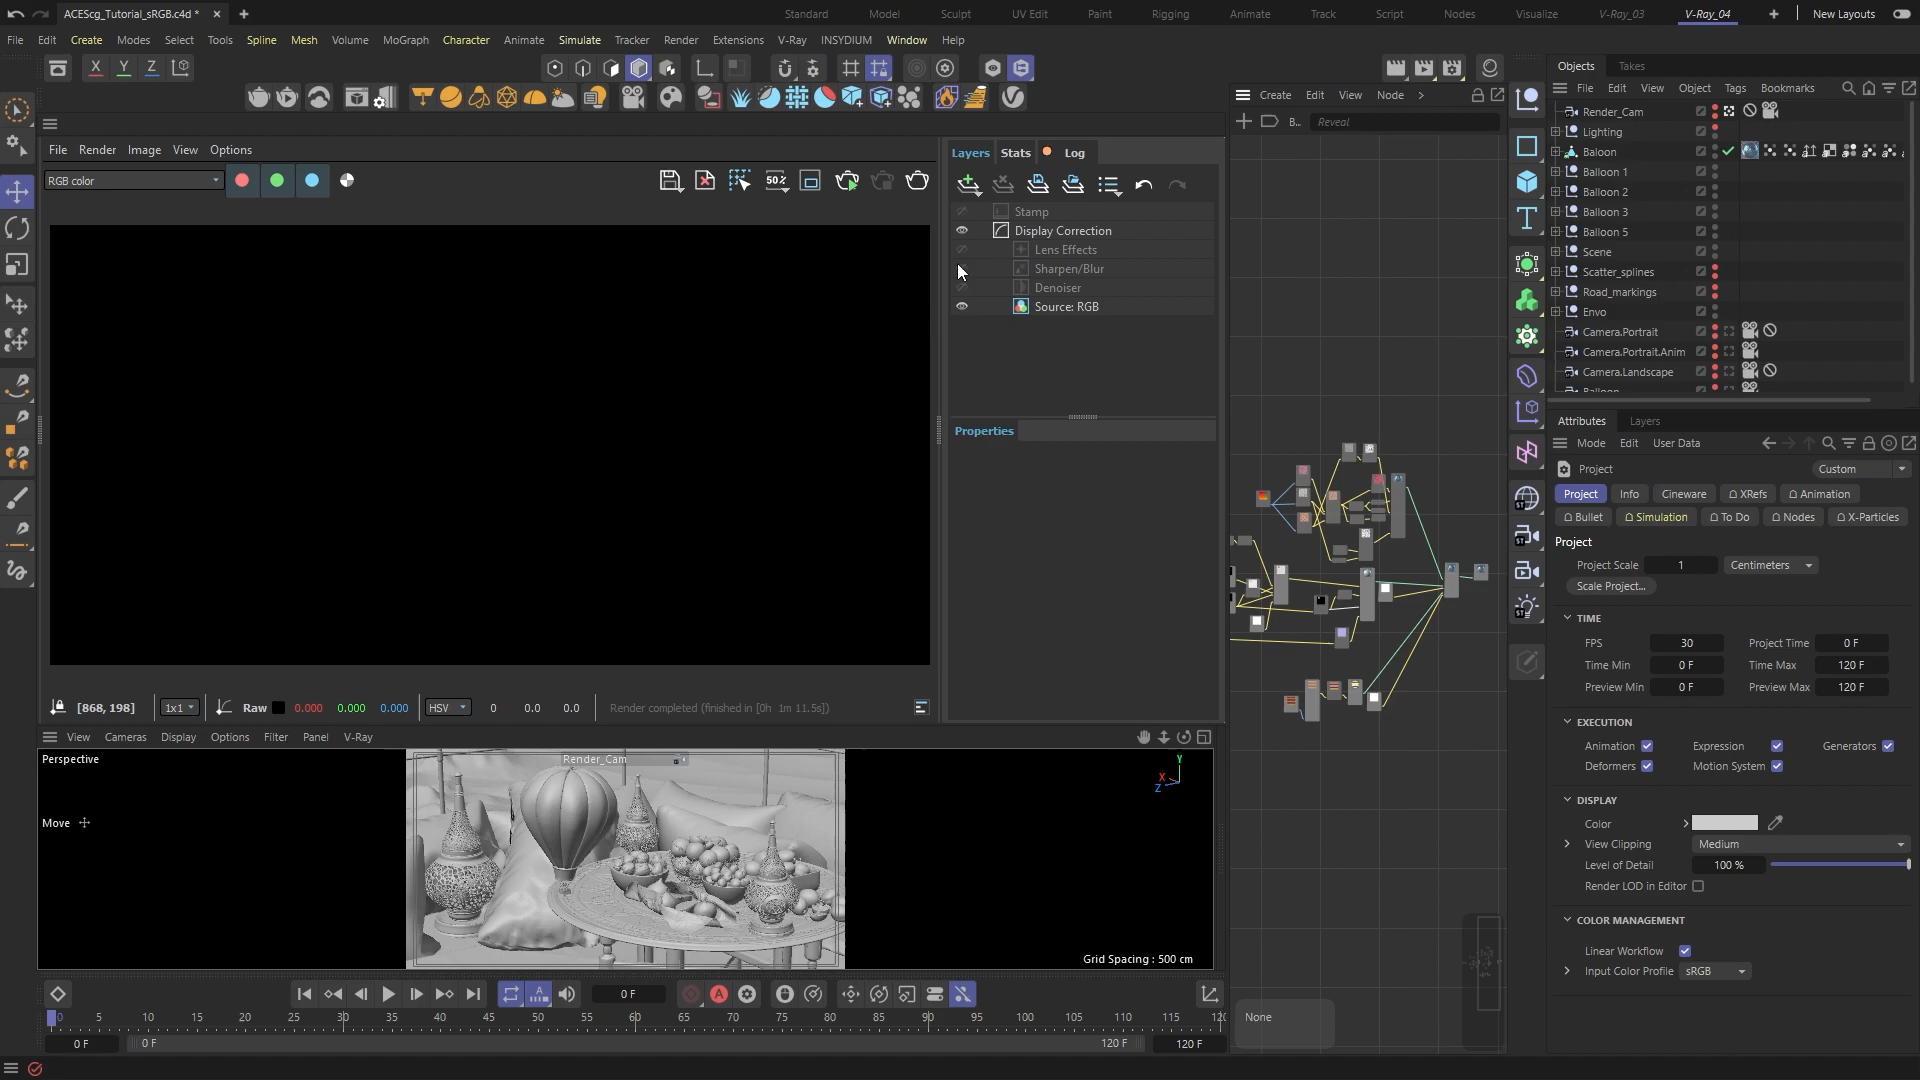 ACEScg_Tutorial_sRGB.c4d *
Standard Model Sculpt UV Edit Paint Rigging Animate Track Script Nodes Visualize V-Ray_03 V-Ray_04 New Layouts
File Edit Create Modes Select Tools Spline Mesh Volume MoGraph Character Animate Simulate Tracker Render Extensions V-Ray INSYDIUM Window Help
X Y Z
Objects Takes
File Edit View Object Tags Bookmarks
Create Edit View Node
B... Reveal
File Render Image View Options
RGB color
50%
Layers Stats Log
Stamp
Display Correction
Lens Effects
Sharpen/Blur
Denoiser
Source: RGB
Properties
Render_Cam
Lighting
Baloon
Balloon 1
Balloon 2
Balloon 3
Balloon 5
Scene
Scatter_splines
Road_markings
Envo
Camera.Portrait
Camera.Portrait.Anim
Camera.Landscape
Attributes Layers
Mode Edit User Data
Project Custom
Project Info Cineware XRefs Animation
Bullet Simulation To Do Nodes X-Particles
Project
Project Scale 1 Centimeters
Scale Project...
TIME
FPS 30 Project Time 0 F
Time Min 0 F Time Max 120 F
Preview Min 0 F Preview Max 120 F
EXECUTION
Animation Expression Generators
Deformers Motion System
DISPLAY
Color
View Clipping Medium
Level of Detail 100 %
Render LOD in Editor
COLOR MANAGEMENT
Linear Workflow
Input Color Profile sRGB
[868, 198] 1x1 Raw 0.000 0.000 0.000 HSV 0 0.0 0.0 Render completed (finished in [0h 1m 11.5s])
View Cameras Display Options Filter Panel V-Ray
Perspective
Render_Cam
Y
X
Z
Move
Grid Spacing : 500 cm
0 F
0 5 10 15 20 25 30 35 40 45 50 55 60 65 70 75 80 85 90 95 100 105 110 115 120
0 F 0 F 120 F 120 F
None